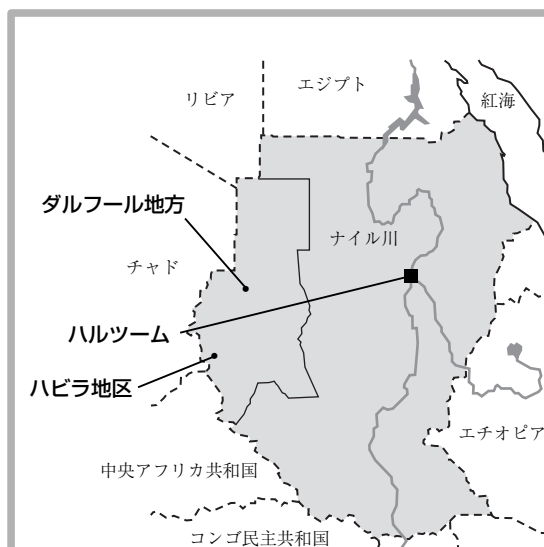 エジプト
リビア
紅海
ダルフール地方
ナイル川
チャド
ハルツーム
ハビラ地区
エチオピア
中央アフリカ共和国
コンゴ民主共和国